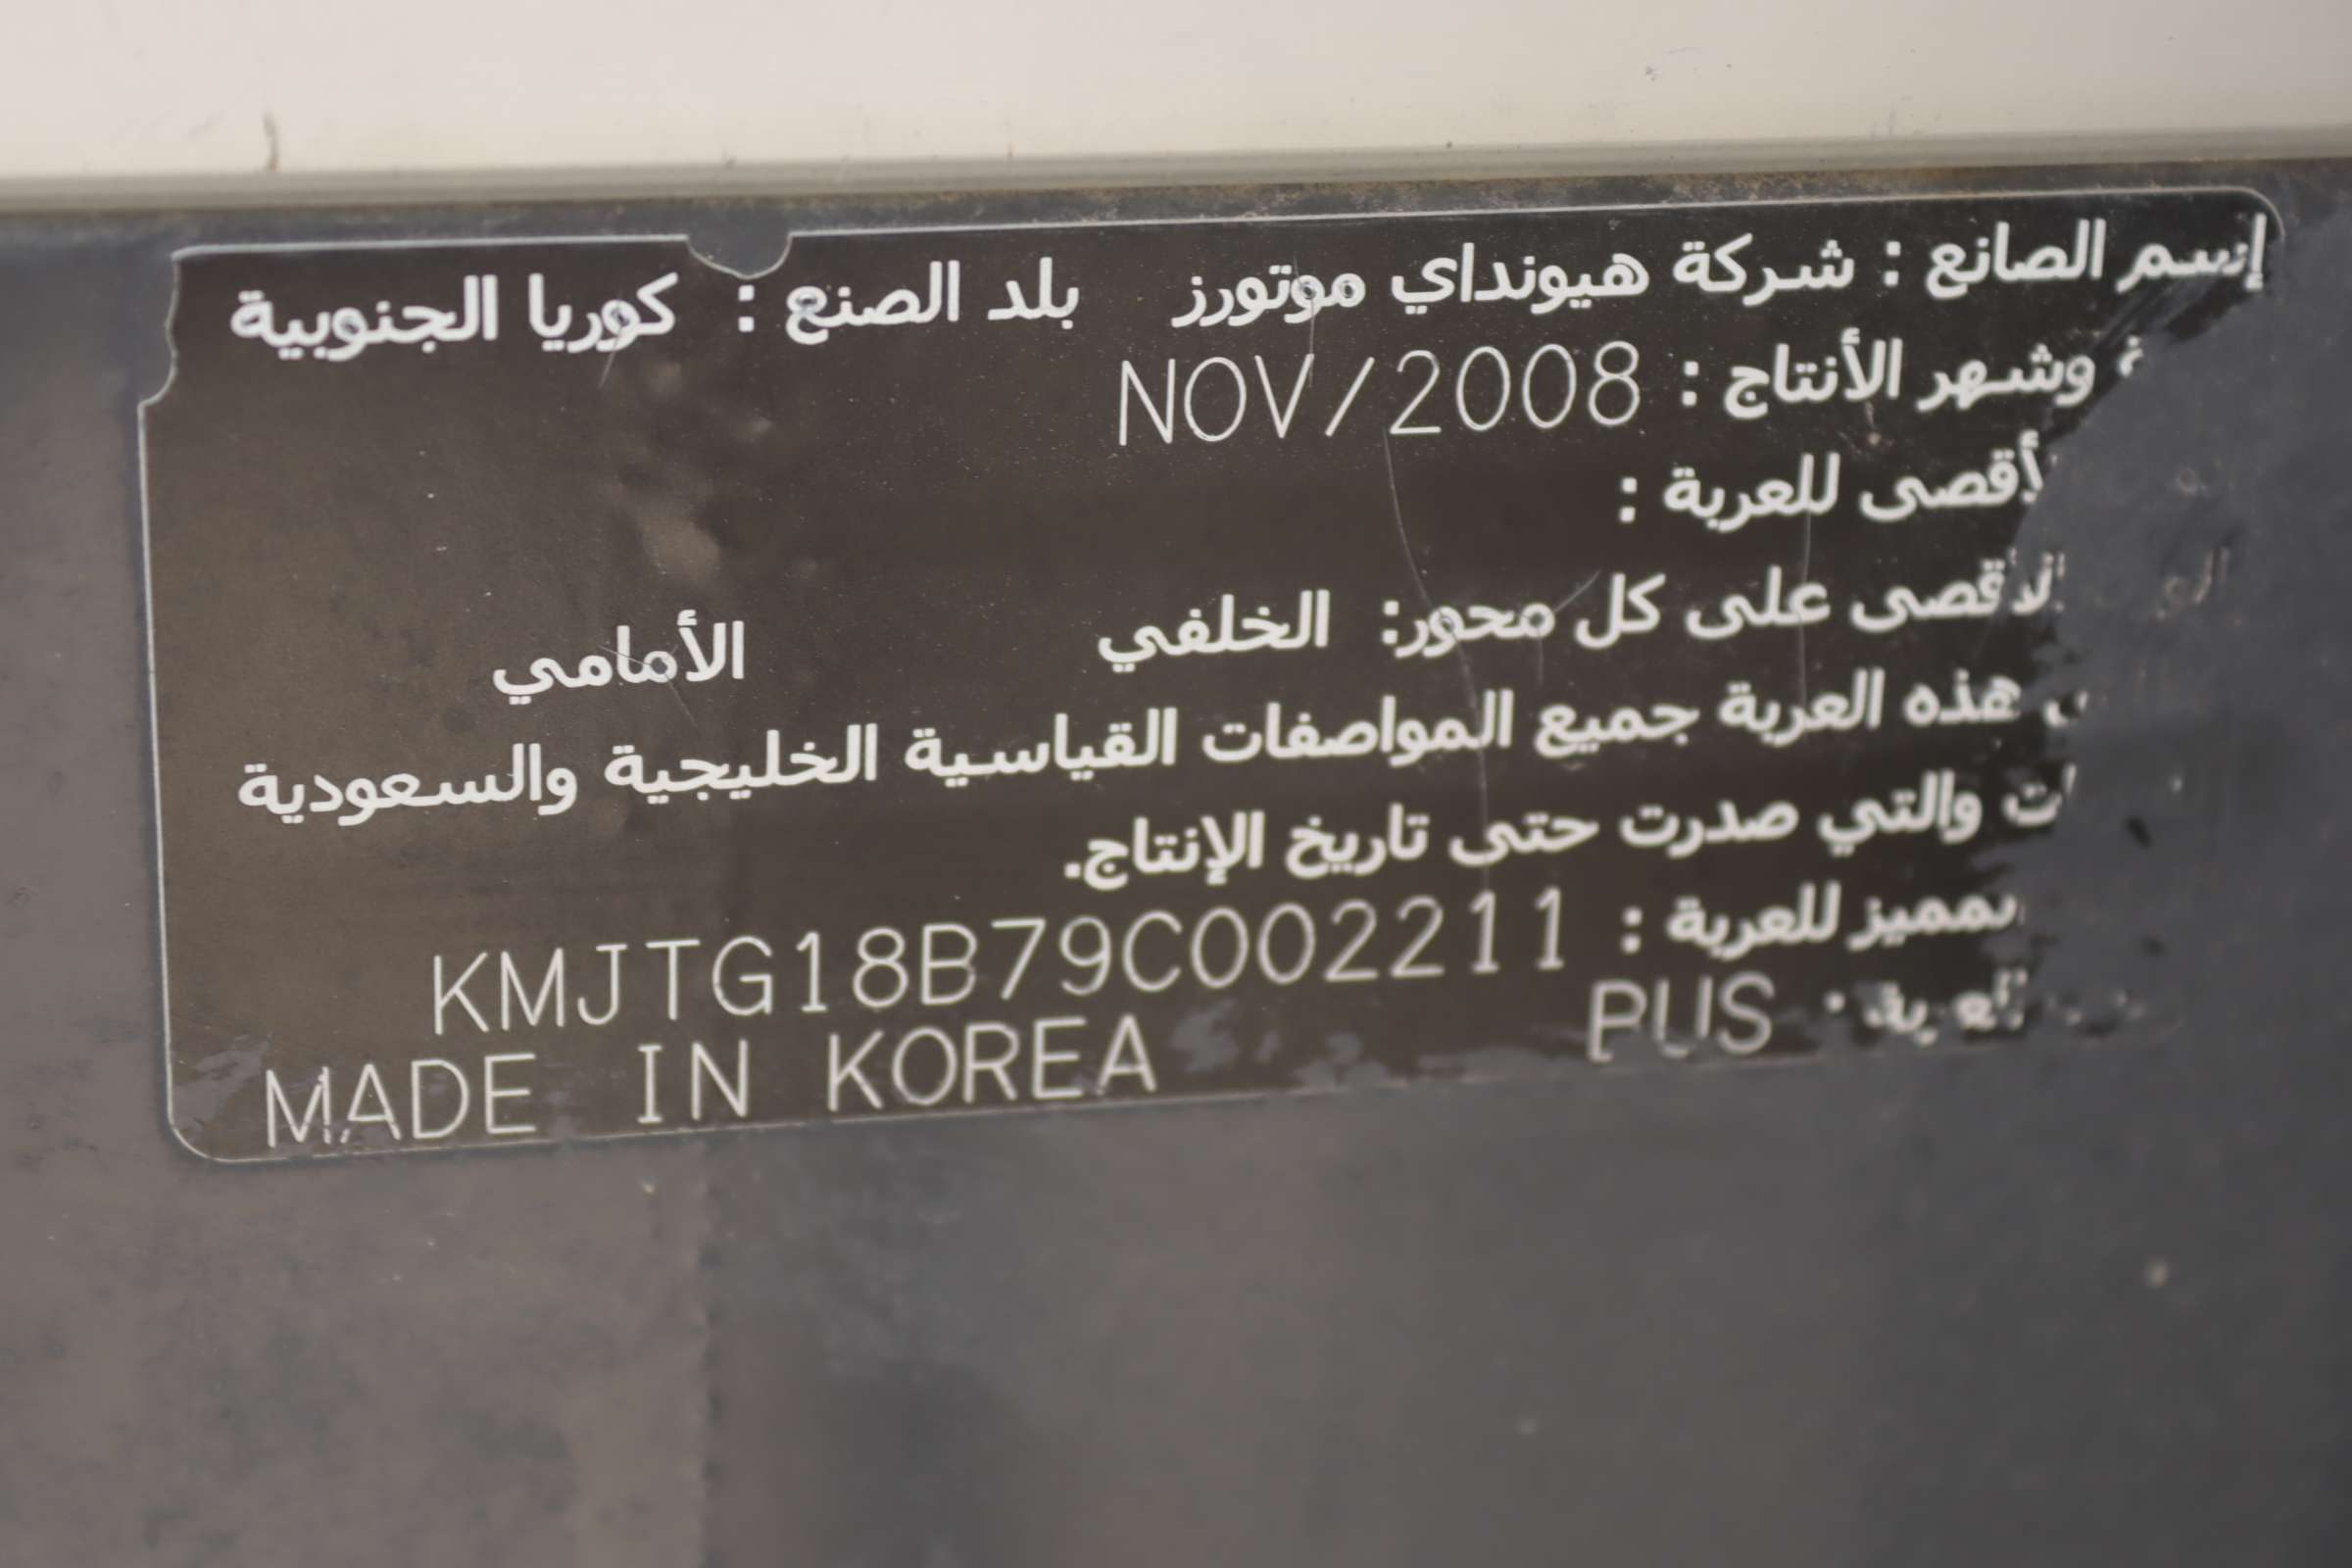 إسم الصانع : شركة هيونداي موتورز بلد الصنع : كوريا الجنوبية
وشهر الأنتاج : NOV/2008
أقصى للعربة :
الاقصى على كل محور: الخلفي الأمامي
هذه العربة جميع المواصفات القياسية الخليجية والسعودية
والتي صدرت حتى تاريخ الإنتاج.
للعربة : KMJTG18B79C002211
PUS MADE IN KOREA